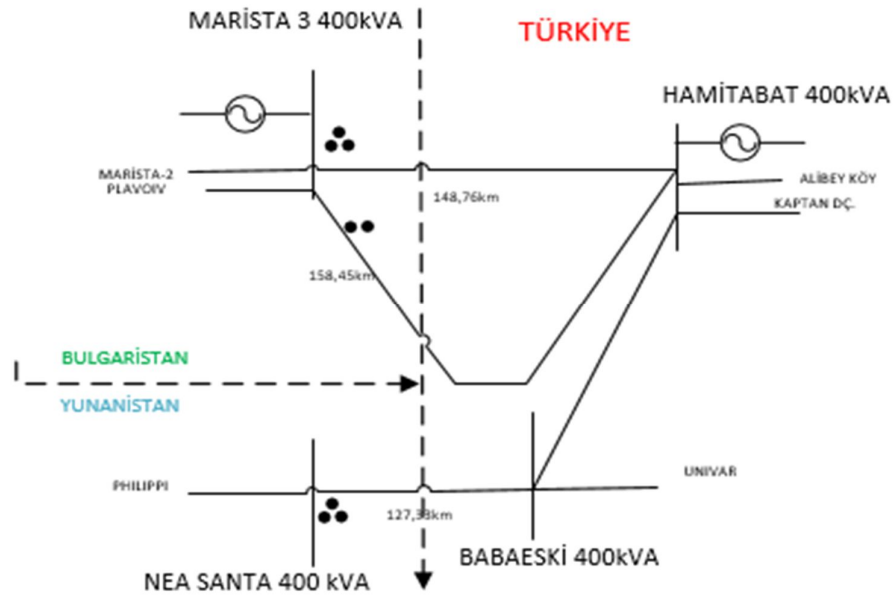 MARİSTA 3 400kVA
TÜRKİYE
HAMİTABAT 400kVA
MARİSTA-2
PLAVOIV
ALİBEY KÖY
KAPTAN DÇ.
148,76km
158,45km
BULGARİSTAN
YUNANİSTAN
PHILIPPI
UNIVAR
127,33km
BABAESKİ 400kVA
NEA SANTA 400 kVA